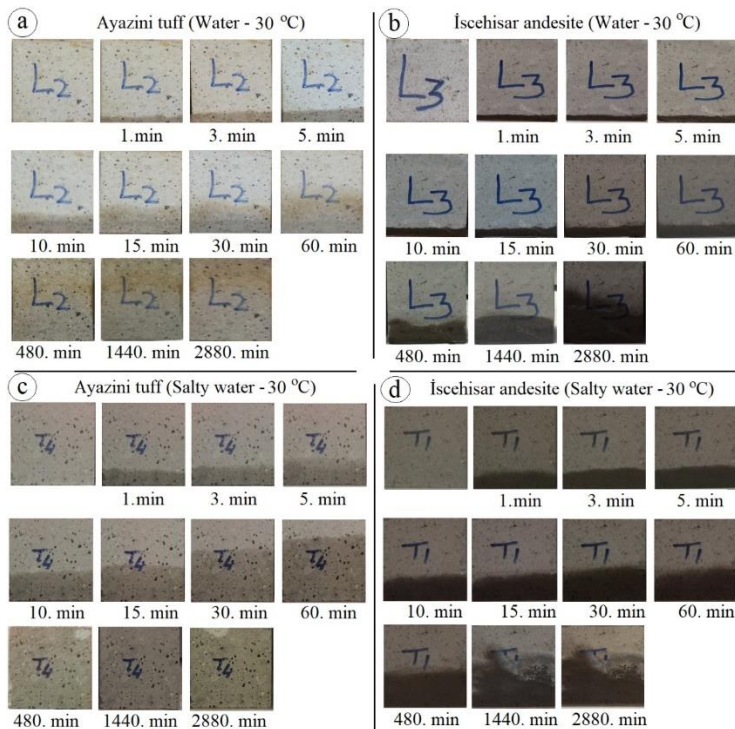 a Ayazini tuff (Water - 30 °C)
L2 L2 L2 L2
1.min 3. min 5. min
L2 L2 L2 L2
10. min 15. min 30. min 60. min
L2 L2 L2
480. min 1440. min 2880. min
b İscehisar andesite (Water - 30 °C)
L3 L3 L3 L3
1.min 3. min 5. min
L3 L3 L3 L3
10. min 15. min 30. min 60. min
L3 L3 L3
480. min 1440. min 2880. min
c Ayazini tuff (Salty water - 30 °C)
T4 T4 T4 T4
1.min 3. min 5. min
T4 T4 T4 T4
10. min 15. min 30. min 60. min
T4 T4 T4
480. min 1440. min 2880. min
d İscehisar andesite (Salty water - 30 °C)
T1 T1 T1 T1
1.min 3. min 5. min
T1 T1 T1 T1
10. min 15. min 30. min 60. min
T1 T1 T1
480. min 1440. min 2880. min